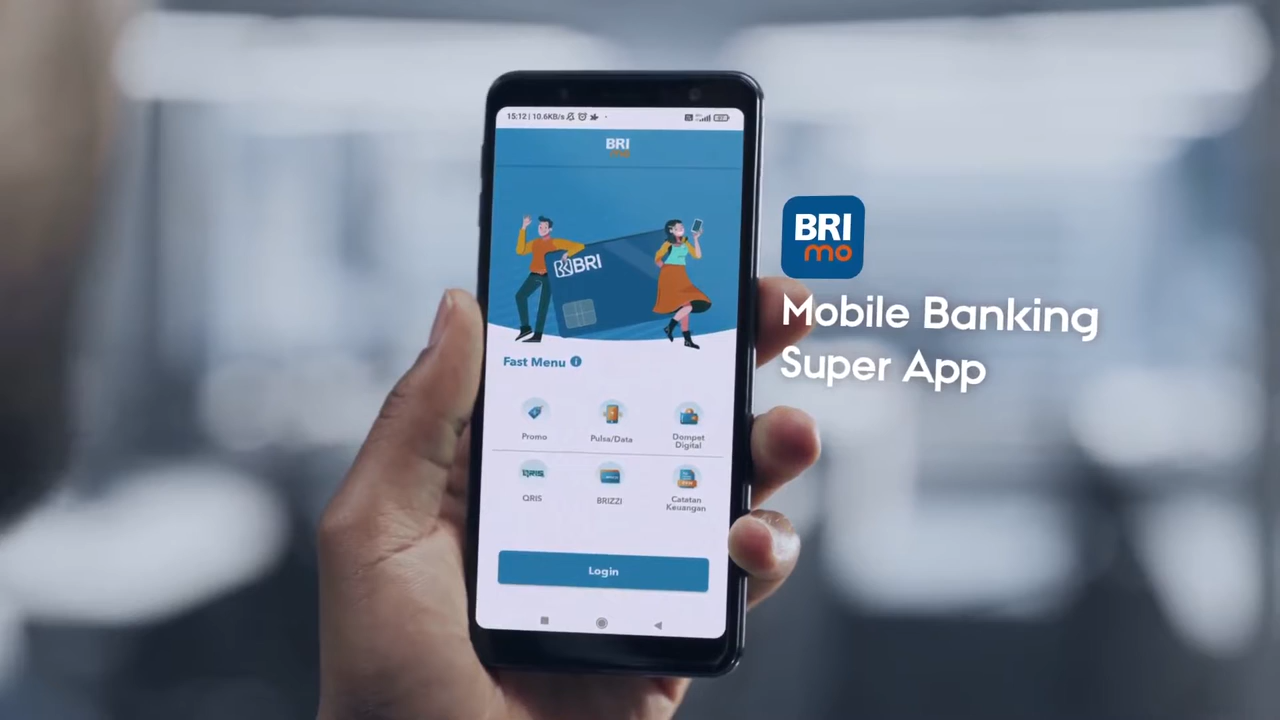 15:12 | 10.6KB/s
BRI
mo
BRI
Fast Menu
Promo
Pulsa/Data
Dompet
Digital
QRIS
QRIS
BRIZZI
Catatan
Keuangan
Login
BRI
mo
Mobile Banking
Super App